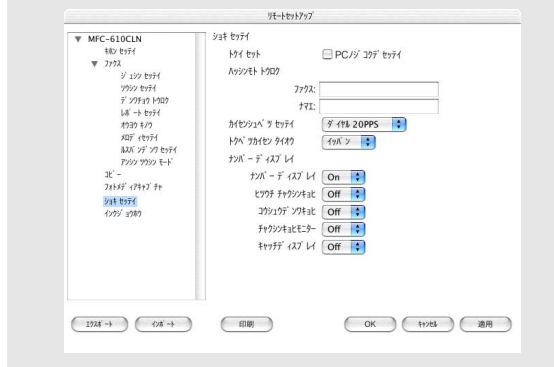 ﾘﾓｰﾄｾｯﾄｱｯﾌﾟ
MFC-610CLN
ｷﾎﾝ ｾｯﾃｲ
ﾌｧｸｽ
ｼﾞｭｼﾝ ｾｯﾃｲ
ｿｳｼﾝ ｾｯﾃｲ
ﾃﾞﾝﾜﾁｮｳ ﾄｳﾛｸ
ﾚﾎﾟｰﾄ ｾｯﾃｲ
ｵｳﾖｳ ｷﾉｳ
ﾒﾛﾃﾞｨｾｯﾃｲ
ﾙｽﾊﾞﾝﾃﾞﾝﾜ ｾｯﾃｲ
ｱﾝｼﾝ ﾂｳｼﾝ ﾓｰﾄﾞ
ｺﾋﾟｰ
ﾌｫﾄﾒﾃﾞｨｱｷｬﾌﾟﾁｬ
ｼｮｷ ｾｯﾃｲ
ｲﾝｻﾂｼﾞｮｳﾎｳ
ｼｮｷ ｾｯﾃｲ
ﾄｹｲ ｾｯﾄ
PCﾉｼﾞｺｸﾃﾞ ｾｯﾃｲ
ﾊｯｼﾝﾓﾄ ﾄｳﾛｸ
ﾌｧｸｽ:
ﾅﾏｴ:
ｶｲｾﾝｼｭﾍﾞﾂ ｾｯﾃｲ
ﾀﾞｲﾔﾙ 20PPS
ﾄｸﾍﾞﾂｶｲｾﾝ ﾀｲｵｳ
ｲｯﾊﾟﾝ
ﾅﾝﾊﾞｰ ﾃﾞｨｽﾌﾟﾚｲ
ﾅﾝﾊﾞｰ ﾃﾞｨｽﾌﾟﾚｲ
On
ﾋﾂｳﾁ ﾁｬｸｼﾝｷｮﾋ
Off
ｺｳｼｭｳﾃﾞﾝﾜｷｮﾋ
Off
ﾁｬｸｼﾝｷｮﾋﾓﾆﾀｰ
Off
ｷｬｯﾁﾃﾞｨｽﾌﾟﾚｲ
Off
ｴｸｽﾎﾟｰﾄ
ｲﾝﾎﾟｰﾄ
印刷
OK
ｷｬﾝｾﾙ
適用